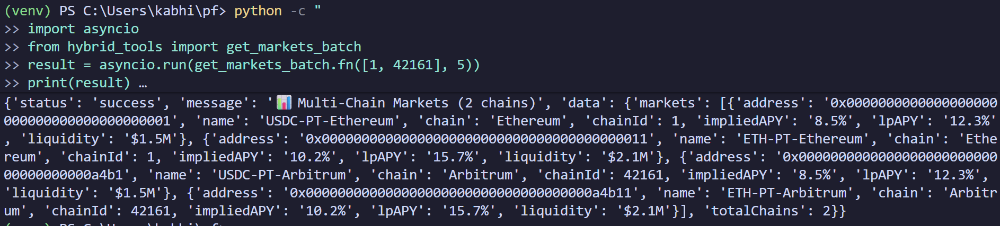 (venv) PS C:\Users\kabhi\pf> python -c "
>> import asyncio
>> from hybrid_tools import get_markets_batch
>> result = asyncio.run(get_markets_batch.fn([1, 42161], 5))
>> print(result) …
{'status': 'success', 'message': '📊 Multi-Chain Markets (2 chains)', 'data': {'markets': [{'address': '0x0000000000000000000
000000000000000000001', 'name': 'USDC-PT-Ethereum', 'chain': 'Ethereum', 'chainId': 1, 'impliedAPY': '8.5%', 'lpAPY': '12.3%'
, 'liquidity': '$1.5M'}, {'address': '0x0000000000000000000000000000000000000011', 'name': 'ETH-PT-Ethereum', 'chain': 'Ethe
reum', 'chainId': 1, 'impliedAPY': '10.2%', 'lpAPY': '15.7%', 'liquidity': '$2.1M'}, {'address': '0x0000000000000000000000000
00000000000a4b1', 'name': 'USDC-PT-Arbitrum', 'chain': 'Arbitrum', 'chainId': 42161, 'impliedAPY': '8.5%', 'lpAPY': '12.3%',
'liquidity': '$1.5M'}, {'address': '0x00000000000000000000000000000000000a4b11', 'name': 'ETH-PT-Arbitrum', 'chain': 'Arbitr
um', 'chainId': 42161, 'impliedAPY': '10.2%', 'lpAPY': '15.7%', 'liquidity': '$2.1M'}], 'totalChains': 2}}
(venv) PS C:\Users\kabhi\pf>